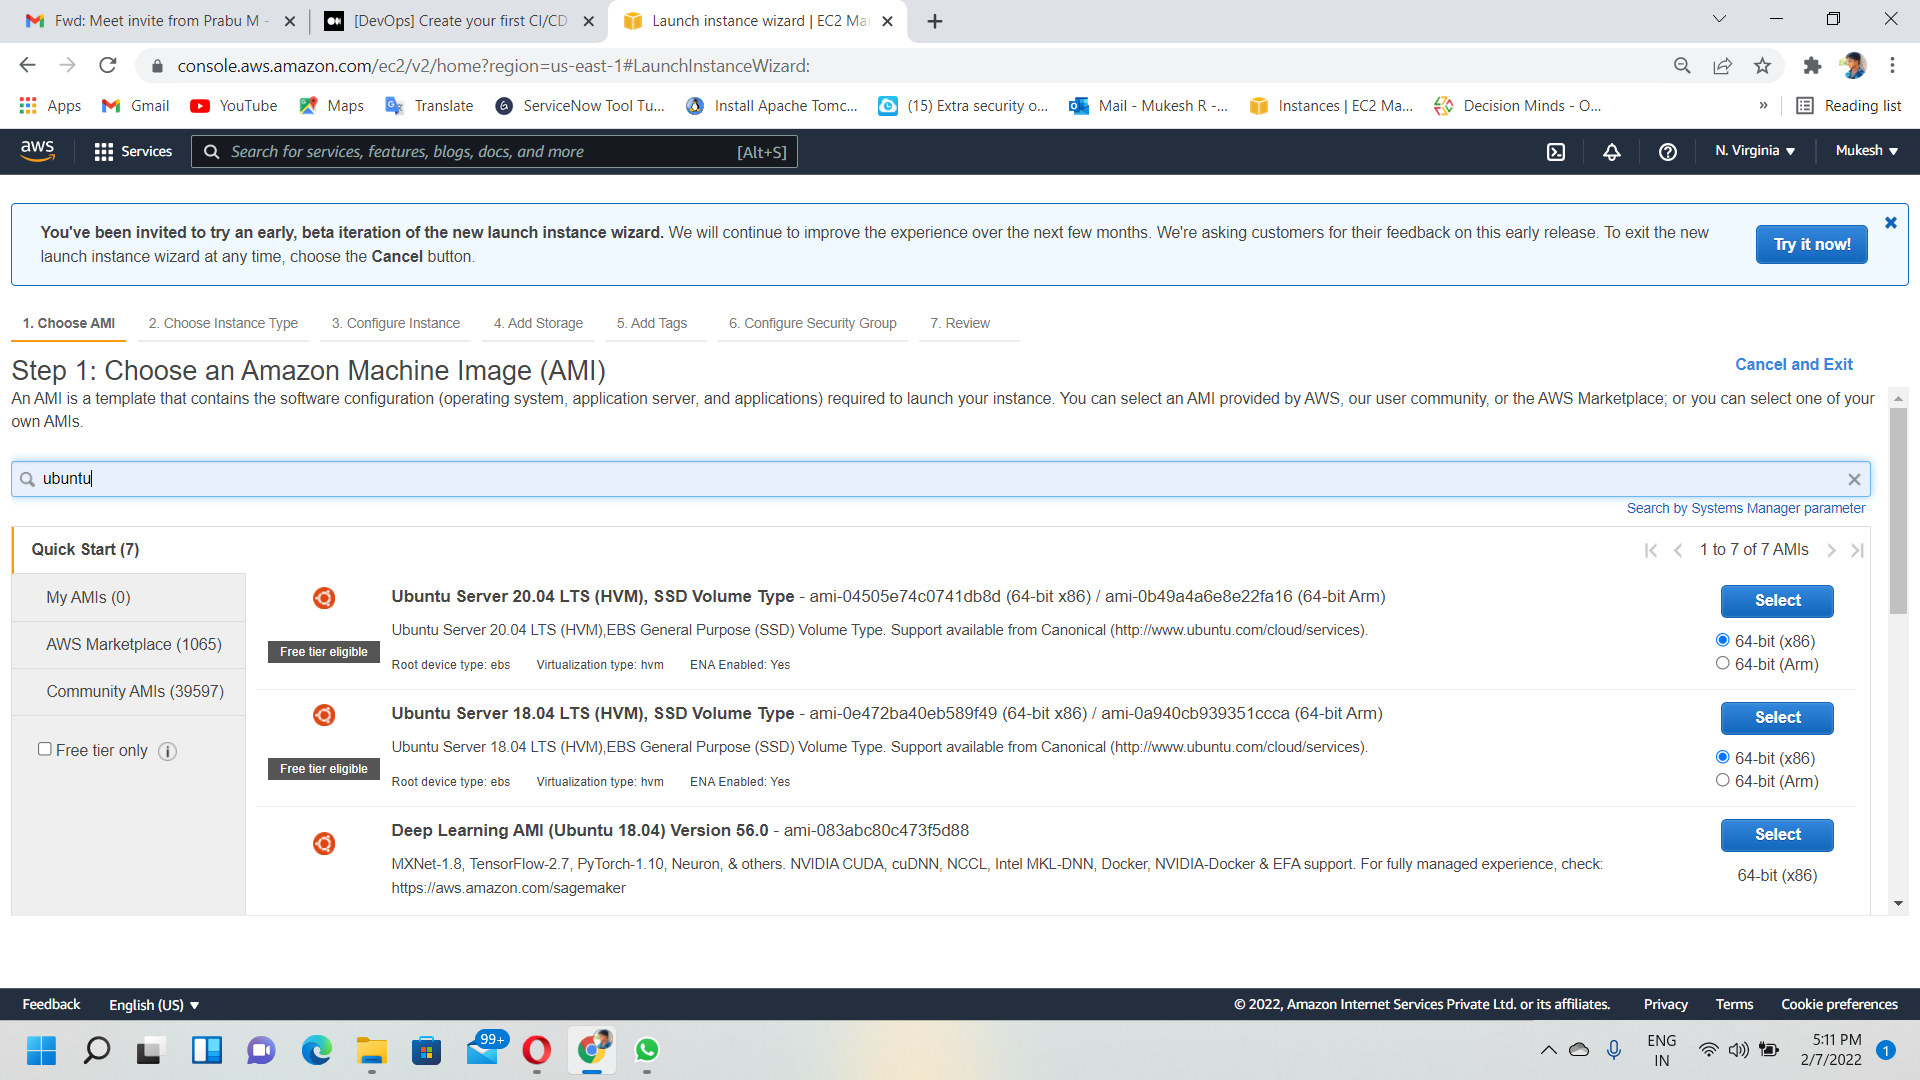 Fwd: Meet invite from Prabu M -
[DevOps] Create your first CI/CD
Launch instance wizard | EC2 Ma
console.aws.amazon.com/ec2/v2/home?region=us-east-1#LaunchInstanceWizard:
Apps
Gmail
YouTube
Maps
Translate
ServiceNow Tool Tu...
Install Apache Tomc...
(15) Extra security o...
Mail - Mukesh R -...
Instances | EC2 Ma...
Decision Minds - O...
»
Reading list
aws
Services
Search for services, features, blogs, docs, and more
[Alt+S]
N. Virginia
Mukesh
You've been invited to try an early, beta iteration of the new launch instance wizard. We will continue to improve the experience over the next few months. We're asking customers for their feedback on this early release. To exit the new
launch instance wizard at any time, choose the Cancel button.
Try it now!
1. Choose AMI
2. Choose Instance Type
3. Configure Instance
4. Add Storage
5. Add Tags
6. Configure Security Group
7. Review
Step 1: Choose an Amazon Machine Image (AMI)
Cancel and Exit
An AMI is a template that contains the software configuration (operating system, application server, and applications) required to launch your instance. You can select an AMI provided by AWS, our user community, or the AWS Marketplace; or you can select one of your
own AMIs.
ubuntu
Search by Systems Manager parameter
Quick Start (7)
1 to 7 of 7 AMIs
My AMIs (0)
AWS Marketplace (1065)
Community AMIs (39597)
Free tier only
Ubuntu Server 20.04 LTS (HVM), SSD Volume Type - ami-04505e74c0741db8d (64-bit x86) / ami-0b49a4a6e8e22fa16 (64-bit Arm)
Free tier eligible
Ubuntu Server 20.04 LTS (HVM),EBS General Purpose (SSD) Volume Type. Support available from Canonical (http://www.ubuntu.com/cloud/services).
Root device type: ebs Virtualization type: hvm ENA Enabled: Yes
Select
64-bit (x86)
64-bit (Arm)
Ubuntu Server 18.04 LTS (HVM), SSD Volume Type - ami-0e472ba40eb589f49 (64-bit x86) / ami-0a940cb939351ccca (64-bit Arm)
Free tier eligible
Ubuntu Server 18.04 LTS (HVM),EBS General Purpose (SSD) Volume Type. Support available from Canonical (http://www.ubuntu.com/cloud/services).
Root device type: ebs Virtualization type: hvm ENA Enabled: Yes
Select
64-bit (x86)
64-bit (Arm)
Deep Learning AMI (Ubuntu 18.04) Version 56.0 - ami-083abc80c473f5d88
MXNet-1.8, TensorFlow-2.7, PyTorch-1.10, Neuron, & others. NVIDIA CUDA, cuDNN, NCCL, Intel MKL-DNN, Docker, NVIDIA-Docker & EFA support. For fully managed experience, check:
https://aws.amazon.com/sagemaker
Select
64-bit (x86)
Feedback
English (US)
© 2022, Amazon Internet Services Private Ltd. or its affiliates.
Privacy
Terms
Cookie preferences
99+
ENG
IN
5:11 PM
2/7/2022
1